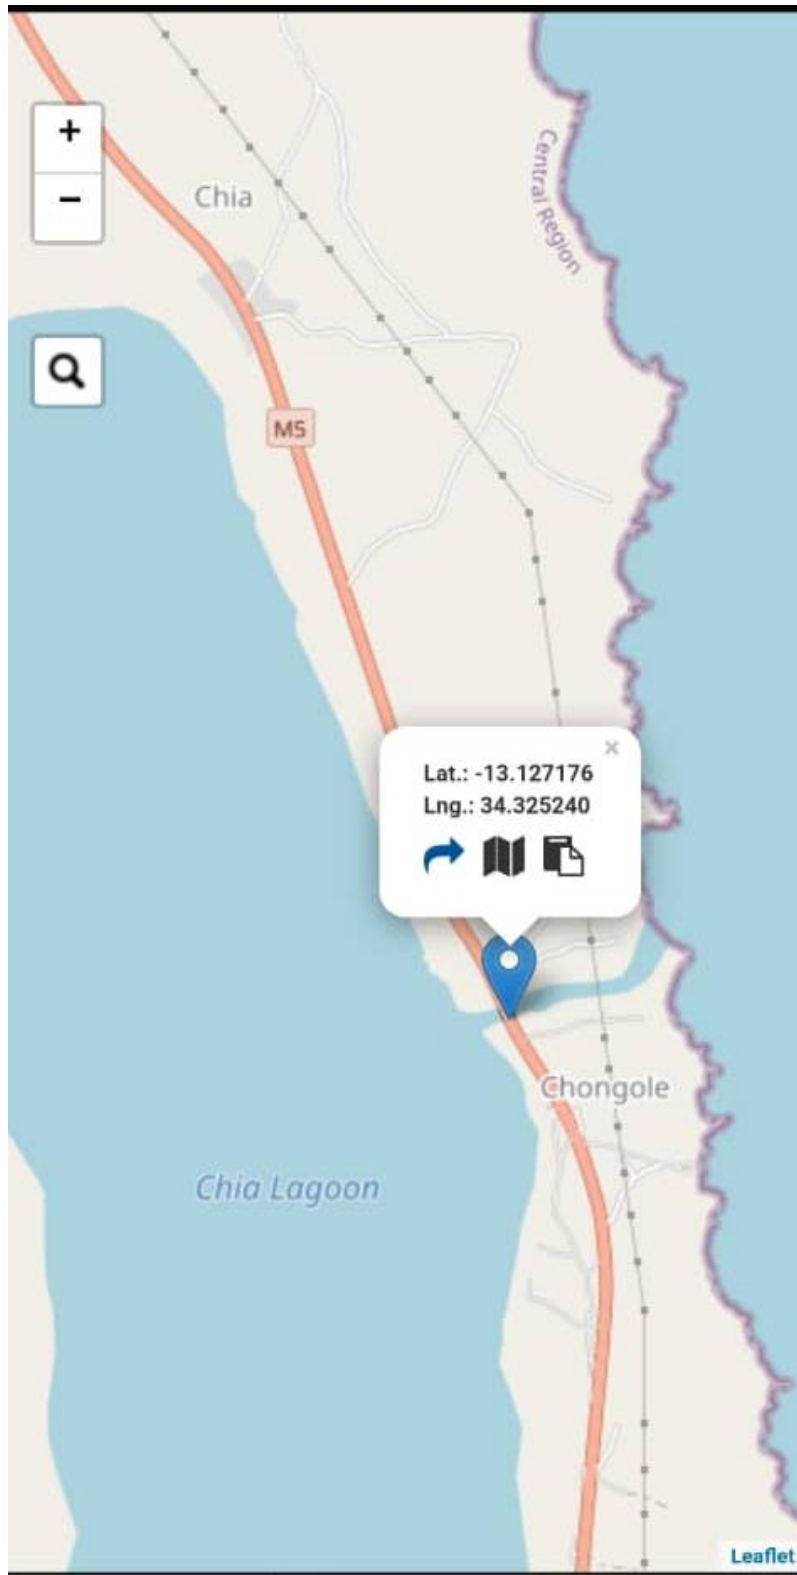 +
−
Chia
Central Region
M5
×
Lat.: -13.127176
Lng.: 34.325240
Chongole
Chia Lagoon
Leaflet